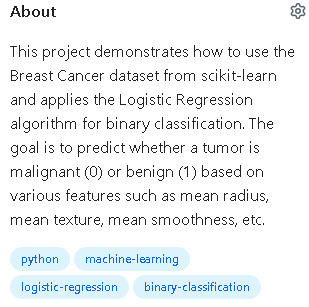 About
This project demonstrates how to use the
Breast Cancer dataset from scikit-learn
and applies the Logistic Regression
algorithm for binary classification. The
goal is to predict whether a tumor is
malignant (0) or benign (1) based on
various features such as mean radius,
mean texture, mean smoothness, etc.
python machine-learning
logistic-regression binary-classification